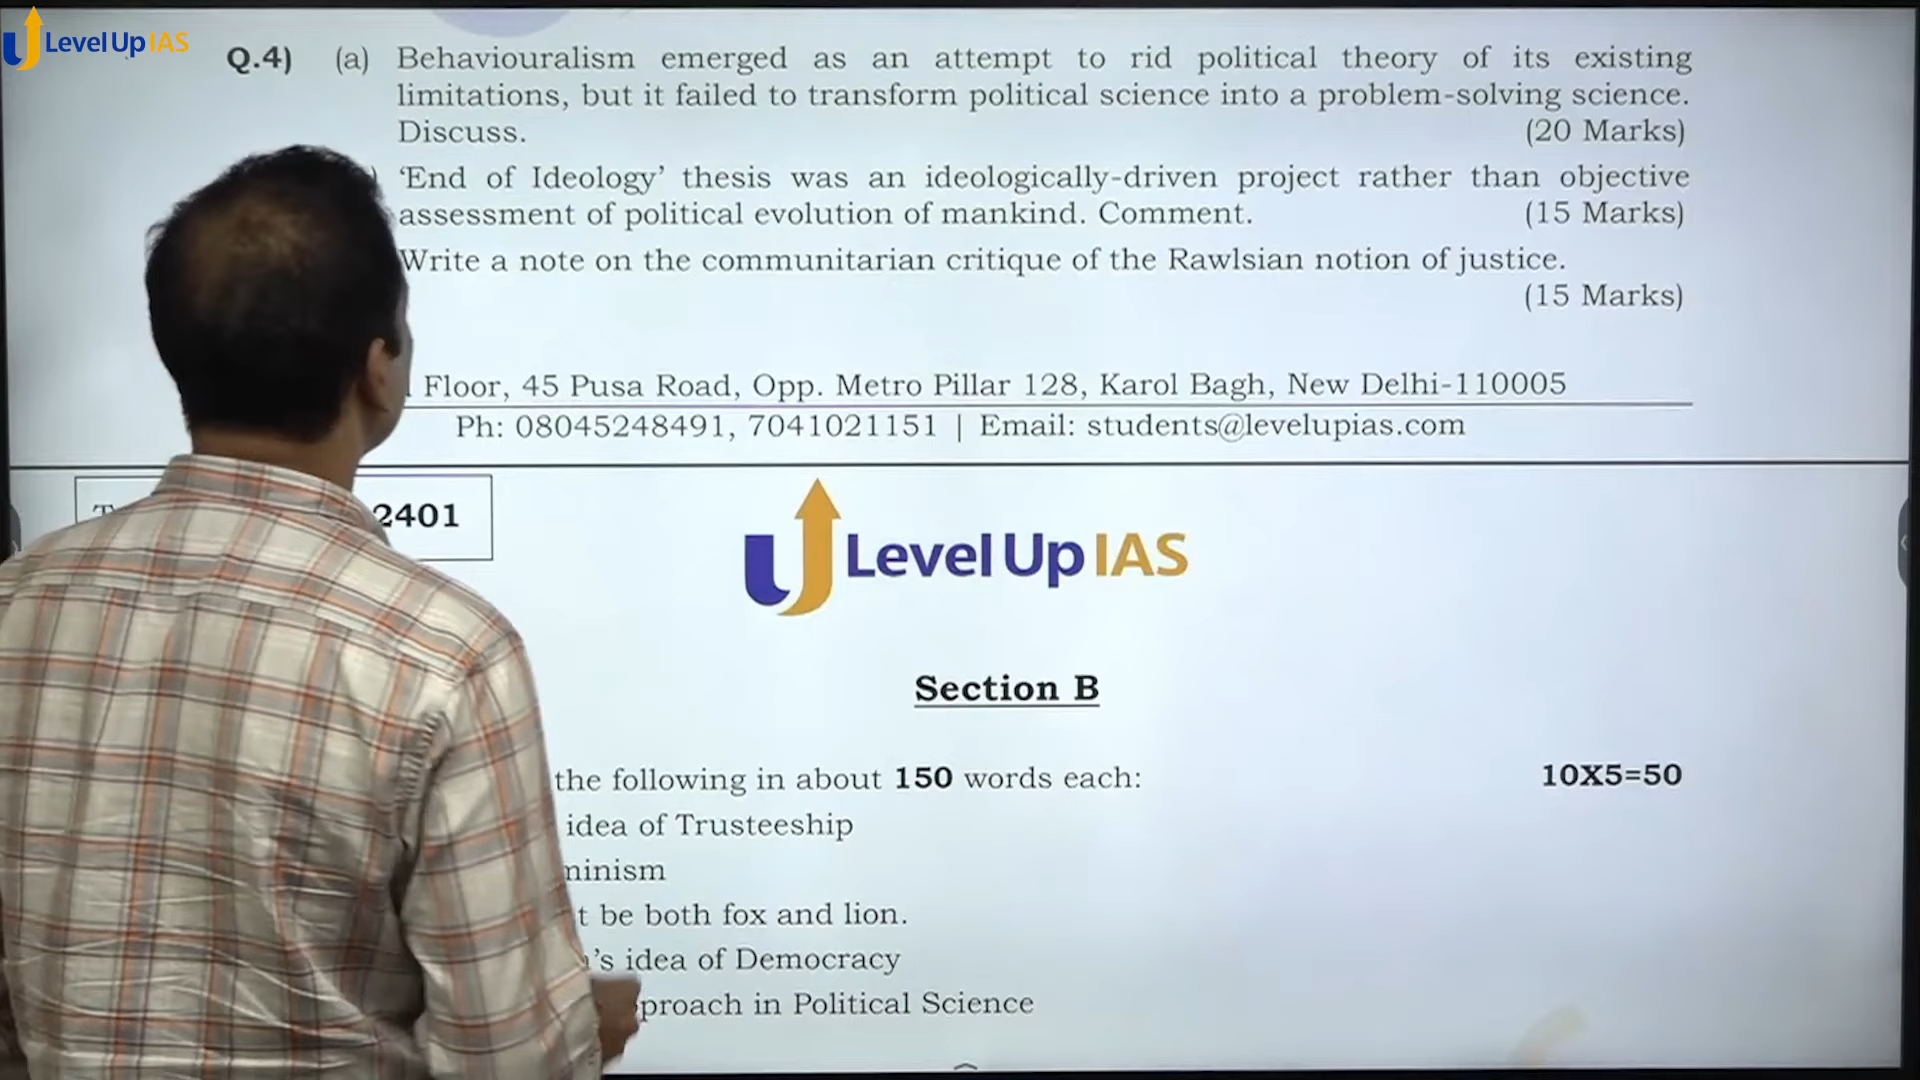 Level Up IAS
Q.4) (a) Behaviouralism emerged as an attempt to rid political theory of its existing
limitations, but it failed to transform political science into a problem-solving science.
Discuss. (20 Marks)
) 'End of Ideology' thesis was an ideologically-driven project rather than objective
assessment of political evolution of mankind. Comment. (15 Marks)
Write a note on the communitarian critique of the Rawlsian notion of justice.
(15 Marks)
Floor, 45 Pusa Road, Opp. Metro Pillar 128, Karol Bagh, New Delhi-110005
Ph: 08045248491, 7041021151 | Email: students@levelupias.com
2401
Level Up IAS
Section B
the following in about 150 words each: 10X5=50
idea of Trusteeship
be both fox and lion.
idea of Democracy
in Political Science